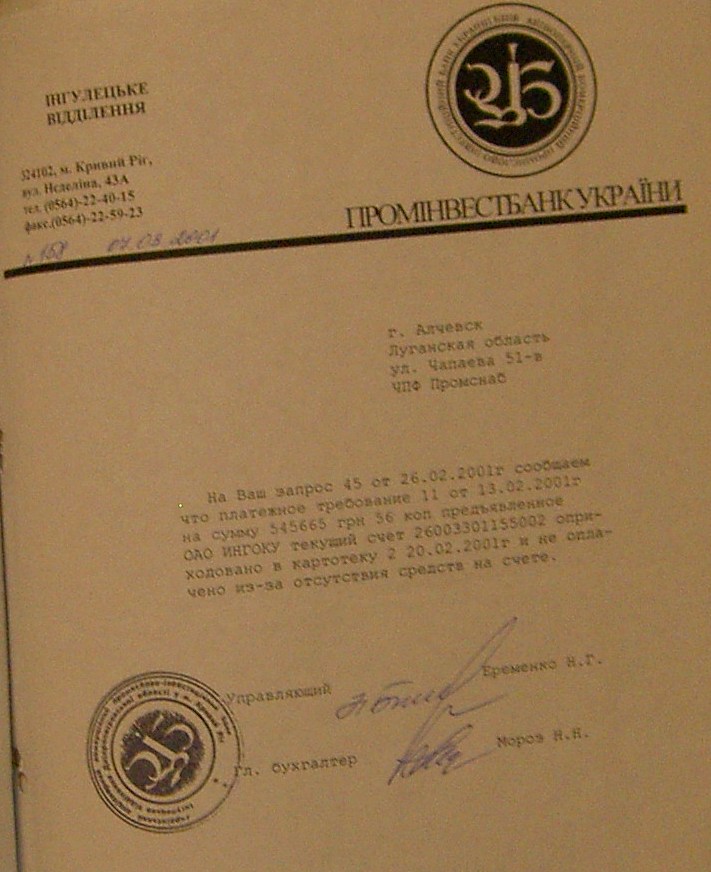 ІНГУЛЕЦЬКЕ
ВІДДІЛЕННЯ
324102, м. Кривий Ріг,
вул. Нєдєліна, 43А
тел. (0564)-22-40-15
факс.(0564)-22-59-23
07.03.2001
ПРОМІНВЕСТБАНК УКРАЇНИ
г. Алчевск
Луганская область
ул. Чапаева 51-в
ЧПФ Промснаб
На Ваш запрос 45 от 26.02.2001г сообщаем
что платежное требование 11 от 13.02.2001г
на сумму 545665 грн 56 коп предъявленное
ОАО ИНГОКУ текущий счет 26003301155002 опри-
ходовано в картотеку 2 20.02.2001г и не опла-
чено из-за отсутствия средств на счете.
Управляющий Еременко Н.Г.
Гл. бухгалтер Мороз Н.Н.